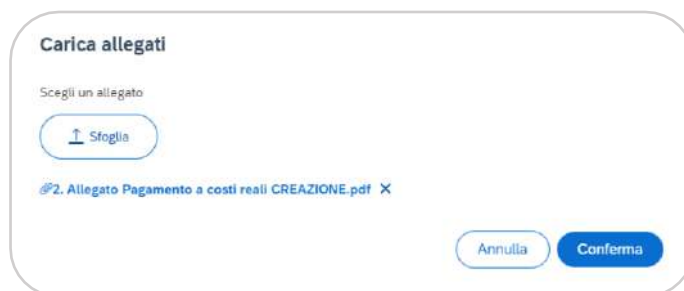 Carica allegati
Scegli un allegato
Sfoglia
2. Allegato Pagamento a costi reali CREAZIONE.pdf
Annulla Conferma